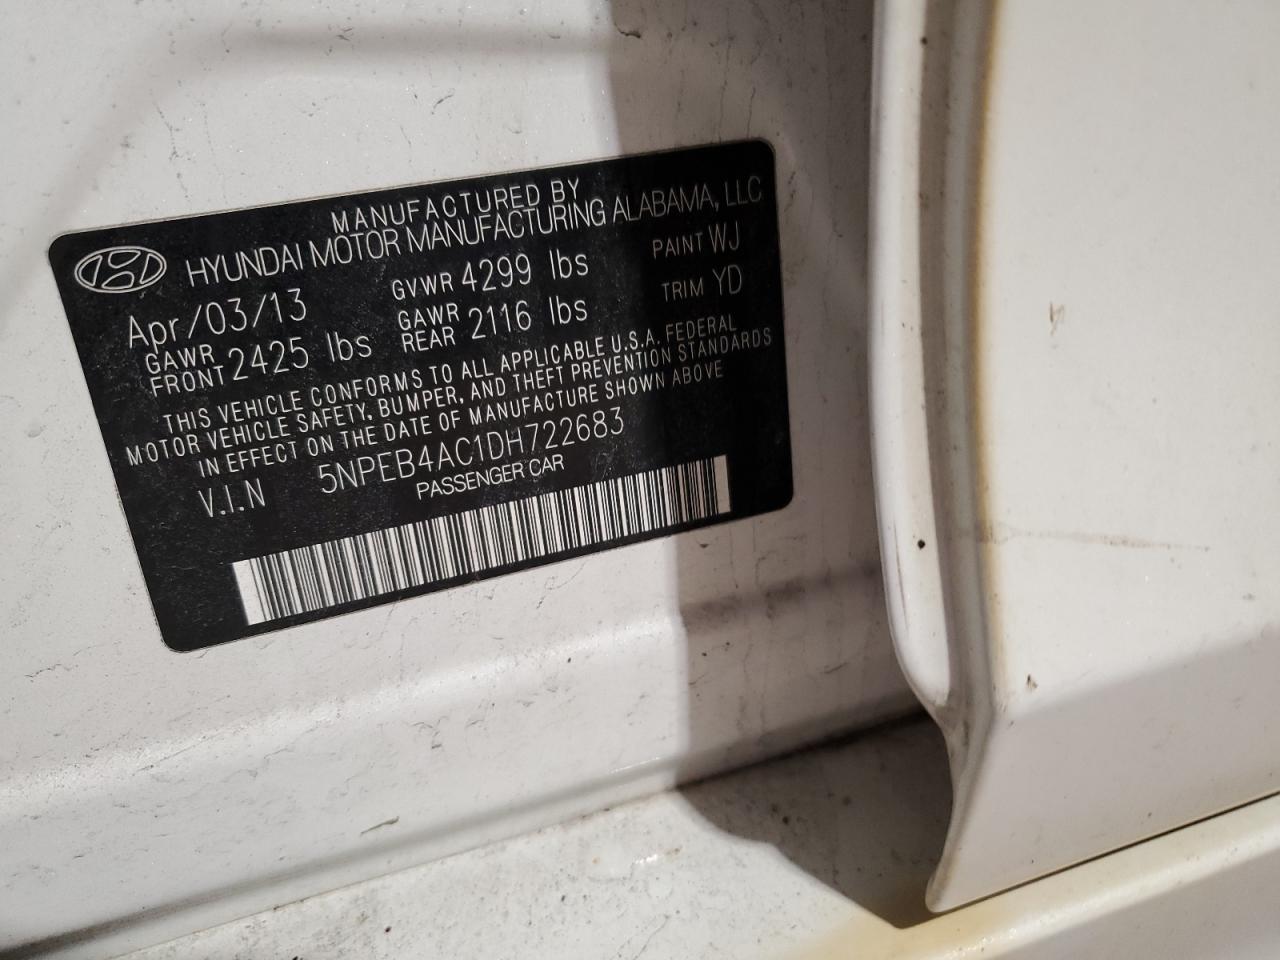 MANUFACTURED BY
HYUNDAI MOTOR MANUFACTURING ALABAMA, LLC
Apr/03/13 GVWR 4299 lbs PAINT WJ
GAWR FRONT 2425 lbs GAWR REAR 2116 lbs TRIM YD
THIS VEHICLE CONFORMS TO ALL APPLICABLE U.S.A. FEDERAL
MOTOR VEHICLE SAFETY, BUMPER, AND THEFT PREVENTION STANDARDS
IN EFFECT ON THE DATE OF MANUFACTURE SHOWN ABOVE
V.I.N 5NPEB4AC1DH722683
PASSENGER CAR